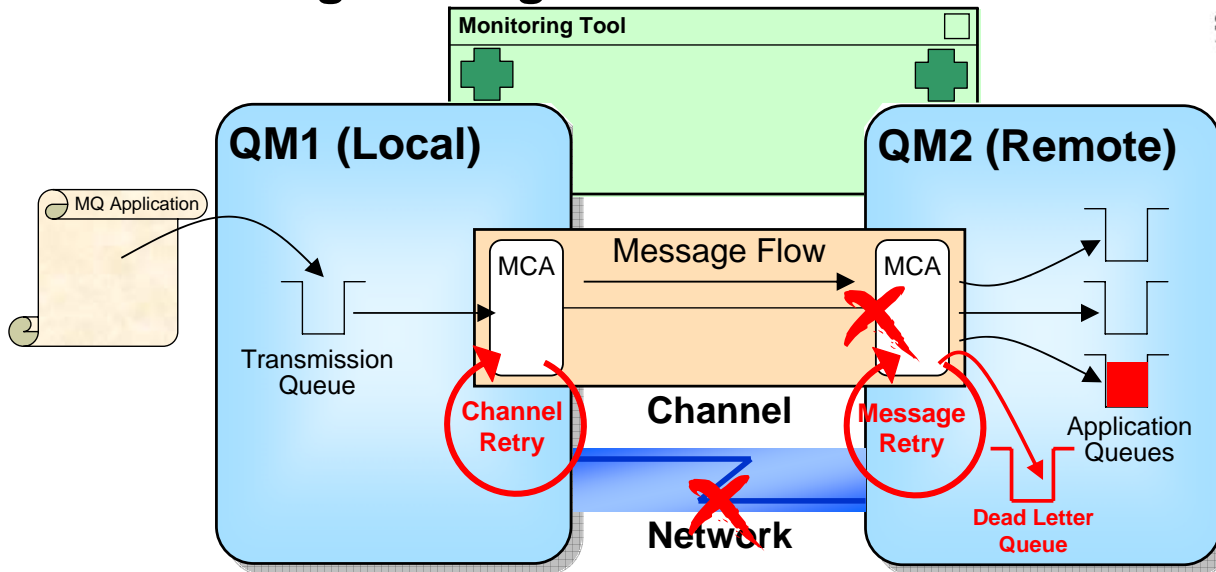 Monitoring Tool
QM1 (Local)
QM2 (Remote)
MQ Application
MCA
Message Flow
MCA
Transmission
Queue
Channel
Retry
Channel
Message
Retry
Application
Queues
Dead Letter
Queue
Network